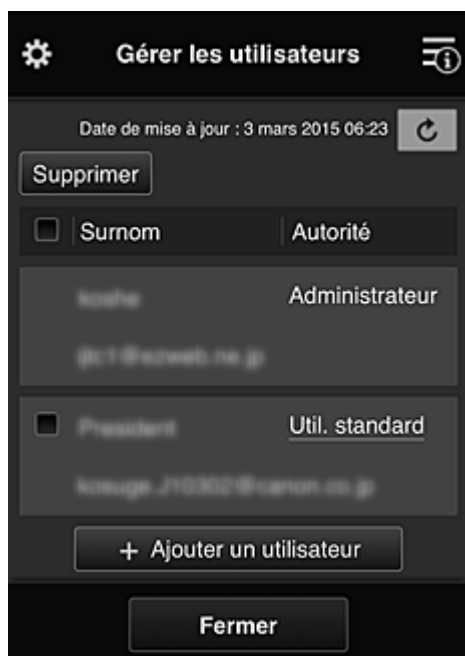 Gérer les utilisateurs
Date de mise à jour : 3 mars 2015 06:23
Supprimer
Surnom Autorité
Administrateur
Util. standard
+ Ajouter un utilisateur
Fermer